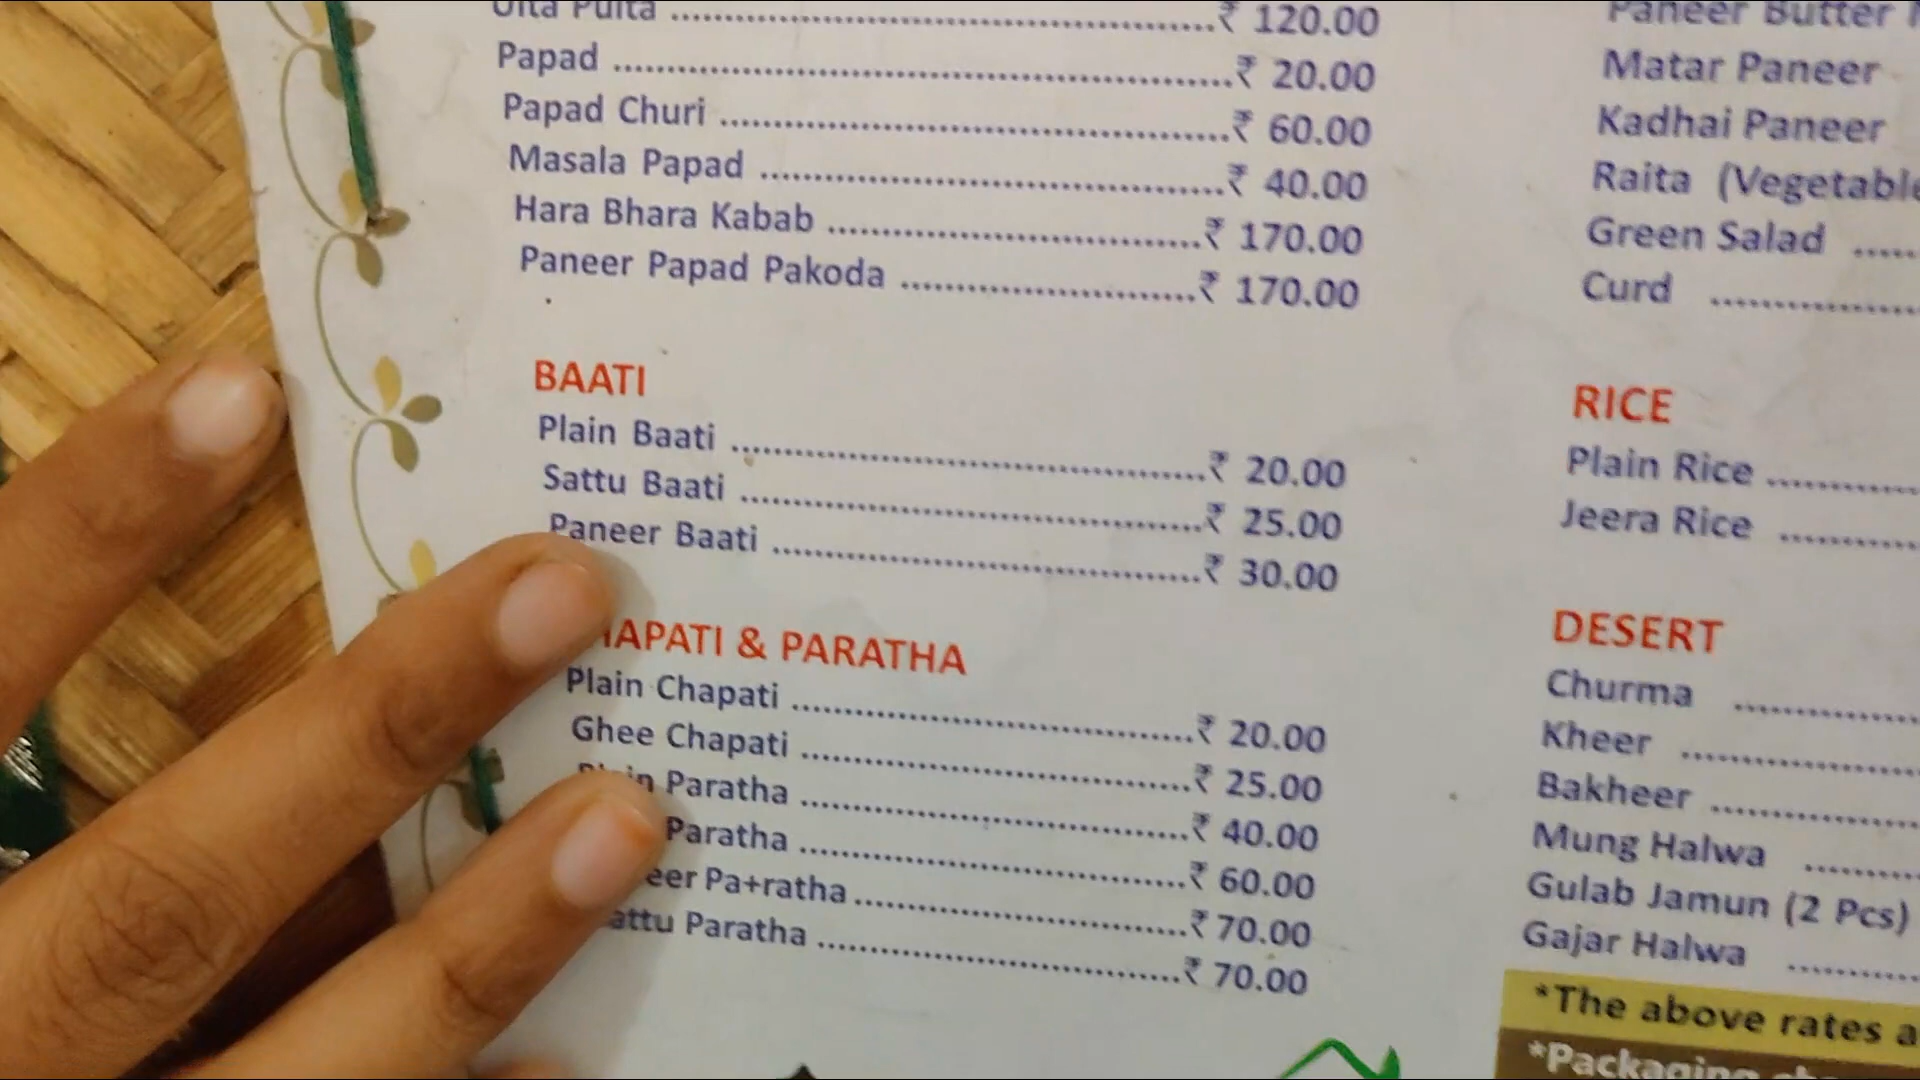 Ulta Pulta ............................................................₹ 120.00
Papad ............................................................₹ 20.00
Papad Churi ..................................................₹ 60.00
Masala Papad .............................................₹ 40.00
Hara Bhara Kabab ....................................₹ 170.00
Paneer Papad Pakoda .............................₹ 170.00
BAATI
Plain Baati ..............................................₹ 20.00
Sattu Baati .............................................₹ 25.00
Paneer Baati ..........................................₹ 30.00
& PARATHA
Plain Chapati ........................................₹ 20.00
Ghee Chapati .......................................₹ 25.00
Plain Paratha .......................................₹ 40.00
Paratha .......................................₹ 60.00
Pa+ratha .................................₹ 70.00
Sattu Paratha .....................................₹ 70.00
Paneer Butter
Matar Paneer
Kadhai Paneer
Raita (Vegetable
Green Salad .....
Curd ....................
RICE
Plain Rice ...............
Jeera Rice ..............
DESERT
Churma ..................
Kheer .......................
Bakheer ....................
Mung Halwa ...........
Gulab Jamun (2 Pcs)
Gajar Halwa ............
*The above rates
*Packaging